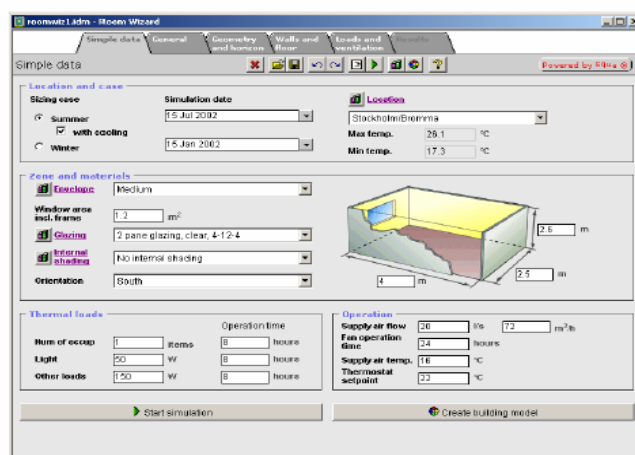 roomwiz1.idm - Room Wizard
Simple data General Geometry and horizon Walls and floor Loads and ventilation Results
Simple data
Powered by EQUA
Location and case
Sizing case Simulation date Location
Summer 15 Jul 2002 Stockholm/Bromma
with cooling Max temp. 26.1 °C
Winter 15 Jan 2002 Min temp. 17.3 °C
Zone and materials
Envelope Medium
Window area incl. frame 1.2 m²
Glazing 2 pane glazing, clear, 4-12-4
Internal shading No internal shading
Orientation South
2.6 m
2.5 m
4 m
Thermal loads
Operation time
Num of occup 1 items 8 hours
Light 50 W 8 hours
Other loads 150 W 8 hours
Operation
Supply air flow 20 l/s 72 m³/h
Fan operation time 24 hours
Supply air temp. 16 °C
Thermostat setpoint 22 °C
Start simulation Create building model